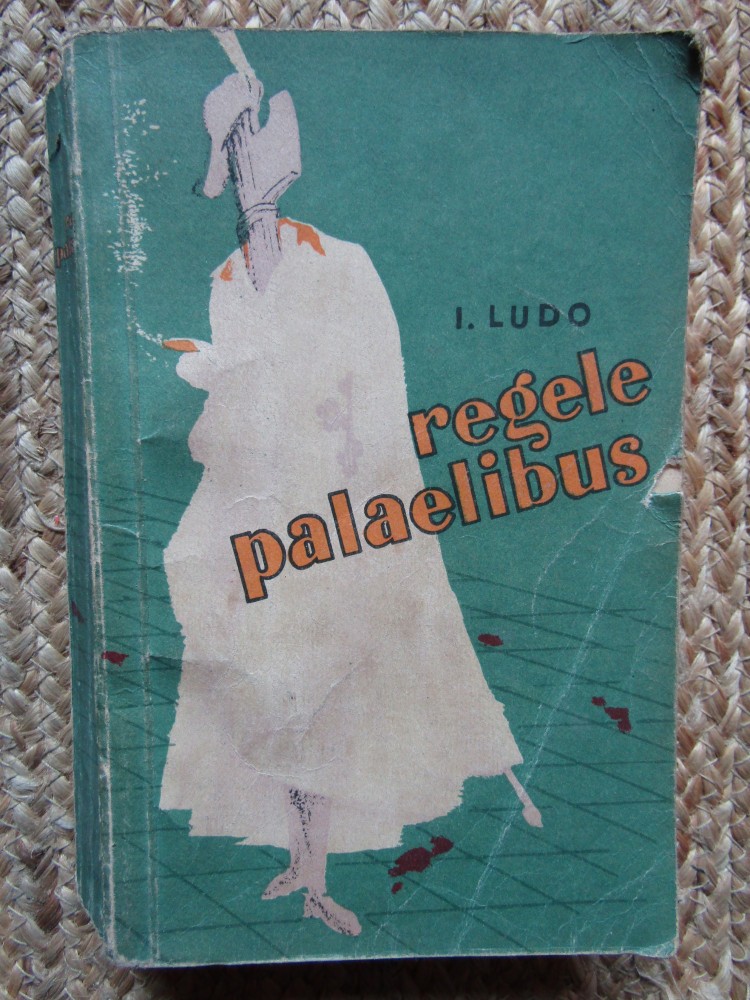 I. LUDO
regele
palaelibus